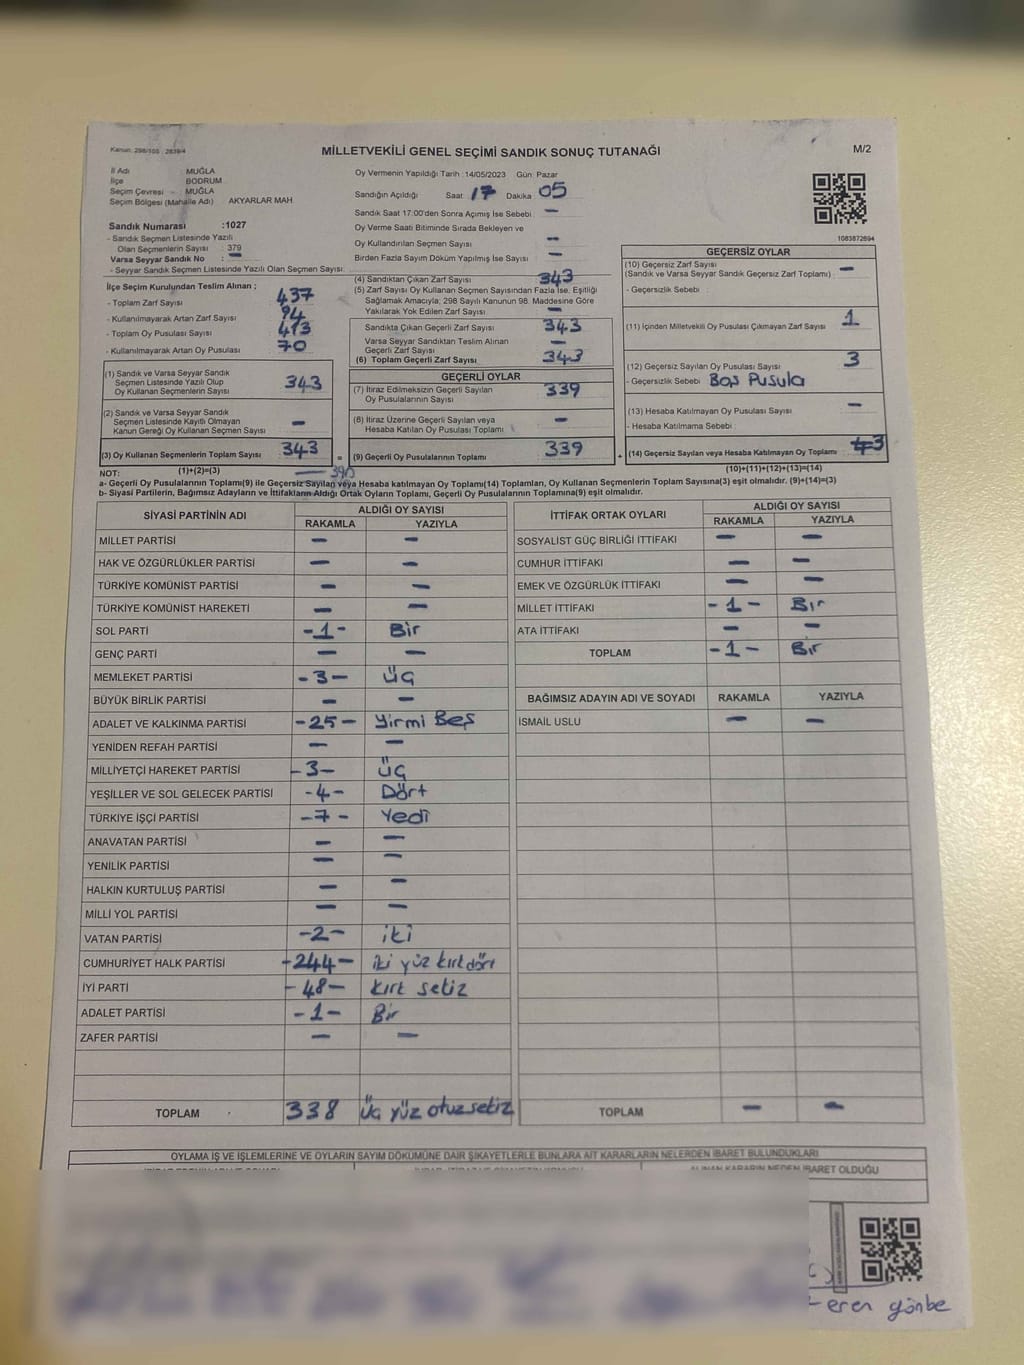 Kanun: 298/105 2839/4
MİLLETVEKİLİ GENEL SEÇİMİ SANDIK SONUÇ TUTANAĞI
M/2
İl Adı : MUĞLA
İlçe : BODRUM
Seçim Çevresi : MUĞLA
Seçim Bölgesi (Mahalle Adı) : AKYARLAR MAH.
Sandık Numarası :1027
- Sandık Seçmen Listesinde Yazılı
Olan Seçmenlerin Sayısı : 379
Varsa Seyyar Sandık No : —
- Seyyar Sandık Seçmen Listesinde Yazılı Olan Seçmen Sayısı:
İlçe Seçim Kurulundan Teslim Alınan ;
- Toplam Zarf Sayısı : 437
- Kullanılmayarak Artan Zarf Sayısı : 94
- Toplam Oy Pusulası Sayısı : 413
- Kullanılmayarak Artan Oy Pusulası : 70
(1) Sandık ve Varsa Seyyar Sandık
Seçmen Listesinde Yazılı Olup
Oy Kullanan Seçmenlerin Sayısı 343
(2) Sandık ve Varsa Seyyar Sandık
Seçmen Listesinde Kayıtlı Olmayan
Kanun Gereği Oy Kullanan Seçmen Sayısı —
(3) Oy Kullanan Seçmenlerin Toplam Sayısı 343
(1)+(2)=(3)
Oy Vermenin Yapıldığı Tarih : 14/05/2023 Gün: Pazar
Sandığın Açıldığı Saat 17 Dakika 05
Sandık Saat 17:00'den Sonra Açımış İse Sebebi : —
Oy Verme Saati Bitiminde Sırada Bekleyen ve
Oy Kullandırılan Seçmen Sayısı : —
Birden Fazla Sayım Döküm Yapılmış İse Sayısı : —
(4) Sandıktan Çıkan Zarf Sayısı 343
(5) Zarf Sayısı Oy Kullanan Seçmen Sayısından Fazla İse, Eşitliği
Sağlamak Amacıyla; 298 Sayılı Kanunun 98. Maddesine Göre
Yakılarak Yok Edilen Zarf Sayısı : —
Sandıkta Çıkan Geçerli Zarf Sayısı 343
Varsa Seyyar Sandıktan Teslim Alınan
Geçerli Zarf Sayısı —
(6) Toplam Geçerli Zarf Sayısı 343
GEÇERLİ OYLAR
(7) İtiraz Edilmeksizin Geçerli Sayılan
Oy Pusulalarının Sayısı 339
(8) İtiraz Üzerine Geçerli Sayılan veya
Hesaba Katılan Oy Pusulası Toplamı —
= (9) Geçerli Oy Pusulalarının Toplamı 339
1083872694
GEÇERSİZ OYLAR
(10) Geçersiz Zarf Sayısı
(Sandık ve Varsa Seyyar Sandık Geçersiz Zarf Toplamı) —
- Geçersizlik Sebebi :
(11) İçinden Milletvekili Oy Pusulası Çıkmayan Zarf Sayısı 1
(12) Geçersiz Sayılan Oy Pusulası Sayısı 3
- Geçersizlik Sebebi : Boş Pusula
(13) Hesaba Katılmayan Oy Pusulası Sayısı —
- Hesaba Katılmama Sebebi :
+ (14) Geçersiz Sayılan veya Hesaba Katılmayan Oy Toplamı
(10)+(11)+(12)+(13)=(14)
NOT:
a- Geçerli Oy Pusulalarının Toplamı(9) ile Geçersiz Sayılan veya Hesaba katılmayan Oy Toplamı(14) Toplamları, Oy Kullanan Seçmenlerin Toplam Sayısına(3) eşit olmalıdır. (9)+(14)=(3)
b- Siyasi Partilerin, Bağımsız Adayların ve İttifakların Aldığı Ortak Oyların Toplamı, Geçerli Oy Pusulalarının Toplamına(9) eşit olmalıdır.
SİYASİ PARTİNİN ADI ALDIĞI OY SAYISI
RAKAMLA YAZIYLA
MİLLET PARTİSİ — —
HAK VE ÖZGÜRLÜKLER PARTİSİ — —
TÜRKİYE KOMÜNİST PARTİSİ — —
TÜRKİYE KOMÜNİST HAREKETİ — —
SOL PARTİ -1- Bir
GENÇ PARTİ — —
MEMLEKET PARTİSİ -3- Üç
BÜYÜK BİRLİK PARTİSİ — —
ADALET VE KALKINMA PARTİSİ -25- Yirmi Beş
YENİDEN REFAH PARTİSİ — —
MİLLİYETÇİ HAREKET PARTİSİ -3- Üç
YEŞİLLER VE SOL GELECEK PARTİSİ -4- Dört
TÜRKİYE İŞÇİ PARTİSİ -7- Yedi
ANAVATAN PARTİSİ — —
YENİLİK PARTİSİ — —
HALKIN KURTULUŞ PARTİSİ — —
MİLLİ YOL PARTİSİ — —
VATAN PARTİSİ -2- iki
CUMHURİYET HALK PARTİSİ -244- iki yüz kırk dört
İYİ PARTİ -48- kırk sekiz
ADALET PARTİSİ -1- Bir
ZAFER PARTİSİ — —
TOPLAM 338 Üç yüz otuz sekiz
İTTİFAK ORTAK OYLARI ALDIĞI OY SAYISI
RAKAMLA YAZIYLA
SOSYALİST GÜÇ BİRLİĞİ İTTİFAKI — —
CUMHUR İTTİFAKI — —
EMEK VE ÖZGÜRLÜK İTTİFAKI — —
MİLLET İTTİFAKI -1- Bir
ATA İTTİFAKI — —
TOPLAM -1- Bir
BAĞIMSIZ ADAYIN ADI VE SOYADI RAKAMLA YAZIYLA
İSMAİL USLU — —
TOPLAM — —
OYLAMA İŞ VE İŞLEMLERİNE VE OYLARIN SAYIM DÖKÜMÜNE DAİR ŞİKAYETLERLE BUNLARA AİT KARARLARIN NELERDEN İBARET BULUNDUKLARI
ALINAN KARARIN NEDEN İBARET OLDUĞU
eren gönbe